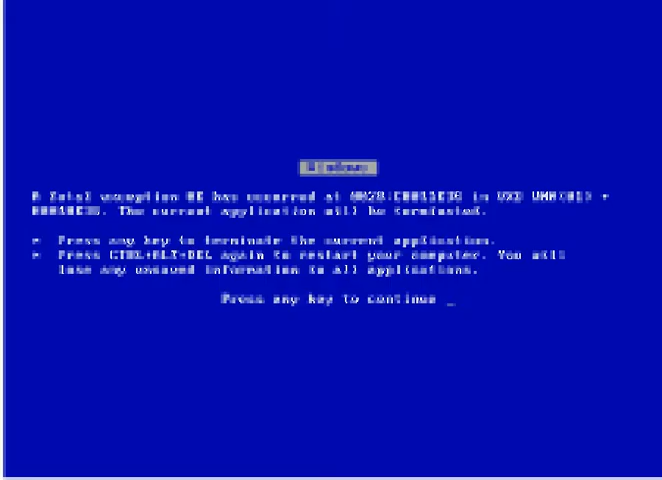 Windows
A fatal exception 0E has occurred at in VXD +
The current application will be terminated.
* Press any key to terminate the current application.
* Press CTRL+ALT+DEL again to restart your computer. You will
lose any unsaved information in all applications.
Press any key to continue _